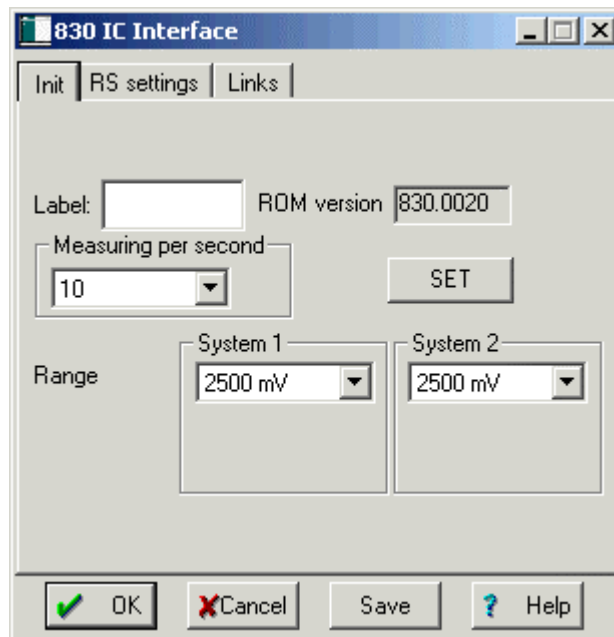 830 IC Interface
Init RS settings Links
Label: ROM version 830.0020
Measuring per second
10 SET
System 1 System 2
Range 2500 mV 2500 mV
OK Cancel Save ? Help